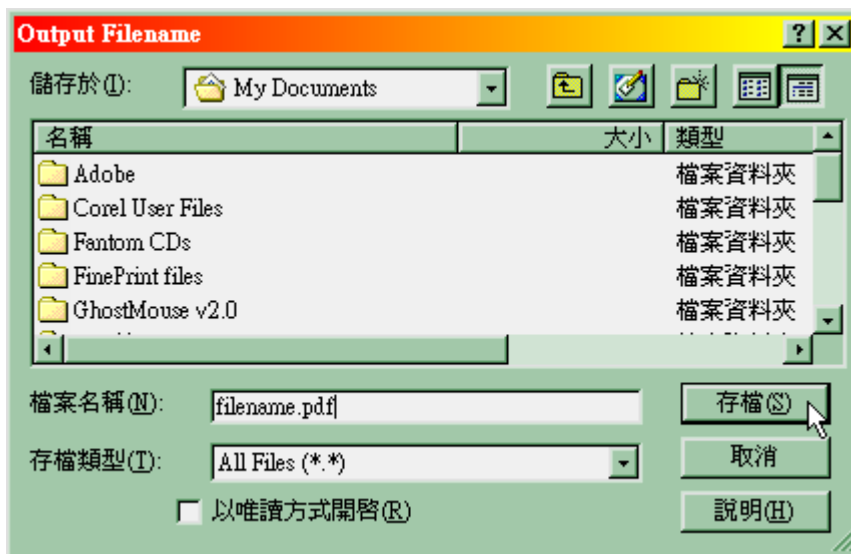 Output Filename
儲存於(I): My Documents
名稱 大小 類型
Adobe 檔案資料夾
Corel User Files 檔案資料夾
Fantom CDs 檔案資料夾
FinePrint files 檔案資料夾
GhostMouse v2.0 檔案資料夾
檔案名稱(N): filename.pdf 存檔(S)
存檔類型(T): All Files (*.*) 取消
以唯讀方式開啓(R) 說明(H)